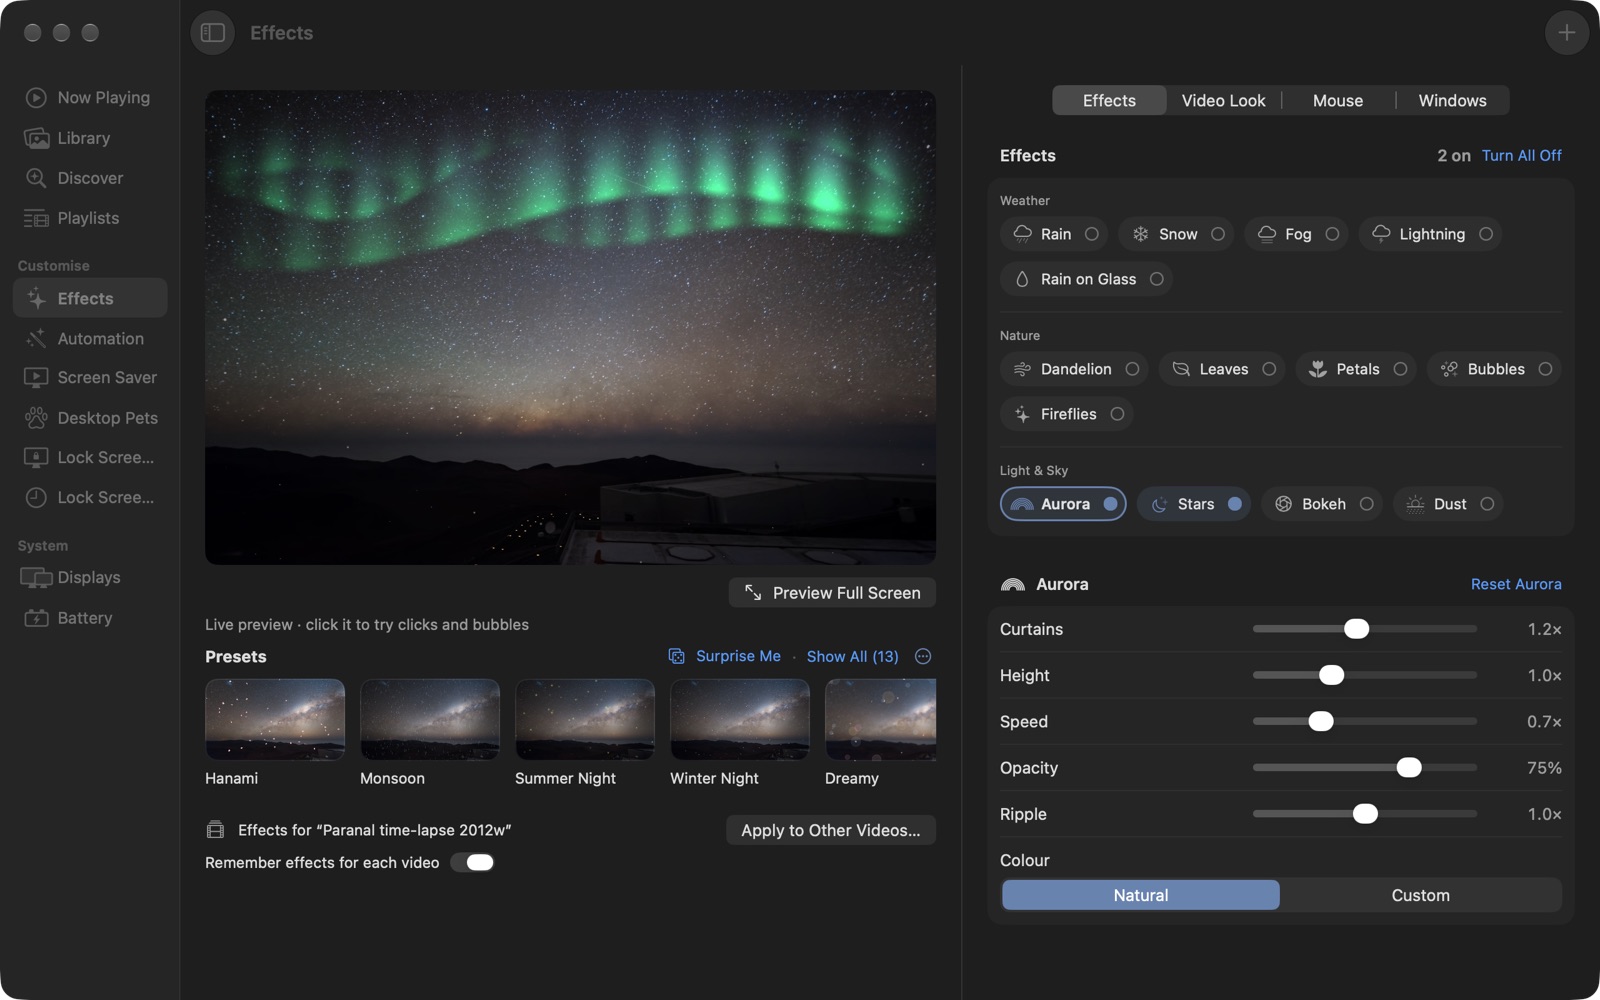 Effects
Now Playing
Library
Discover
Playlists
Customise
Effects
Automation
Screen Saver
Desktop Pets
Lock Scree...
Lock Scree...
System
Displays
Battery
Preview Full Screen
Live preview · click it to try clicks and bubbles
Presets
Surprise Me · Show All (13)
Hanami
Monsoon
Summer Night
Winter Night
Dreamy
Effects for “Paranal time-lapse 2012w”
Apply to Other Videos...
Remember effects for each video
Effects
Video Look
Mouse
Windows
Effects
2 on Turn All Off
Weather
Rain
Snow
Fog
Lightning
Rain on Glass
Nature
Dandelion
Leaves
Petals
Bubbles
Fireflies
Light & Sky
Aurora
Stars
Bokeh
Dust
Aurora
Reset Aurora
Curtains 1.2×
Height 1.0×
Speed 0.7×
Opacity 75%
Ripple 1.0×
Colour
Natural
Custom